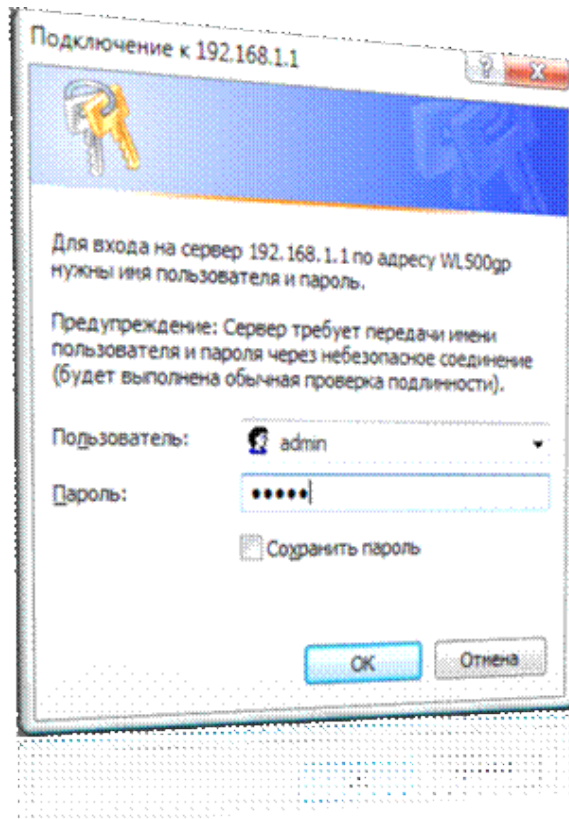 Подключение к 192.168.1.1
Для входа на сервер 192.168.1.1 по адресу WL500gp
нужны имя пользователя и пароль.
Предупреждение: Сервер требует передачи имени
пользователя и пароля через небезопасное соединение
(будет выполнена обычная проверка подлинности).
Пользователь:
admin
Пароль:
•••••
Сохранить пароль
OK
Отмена